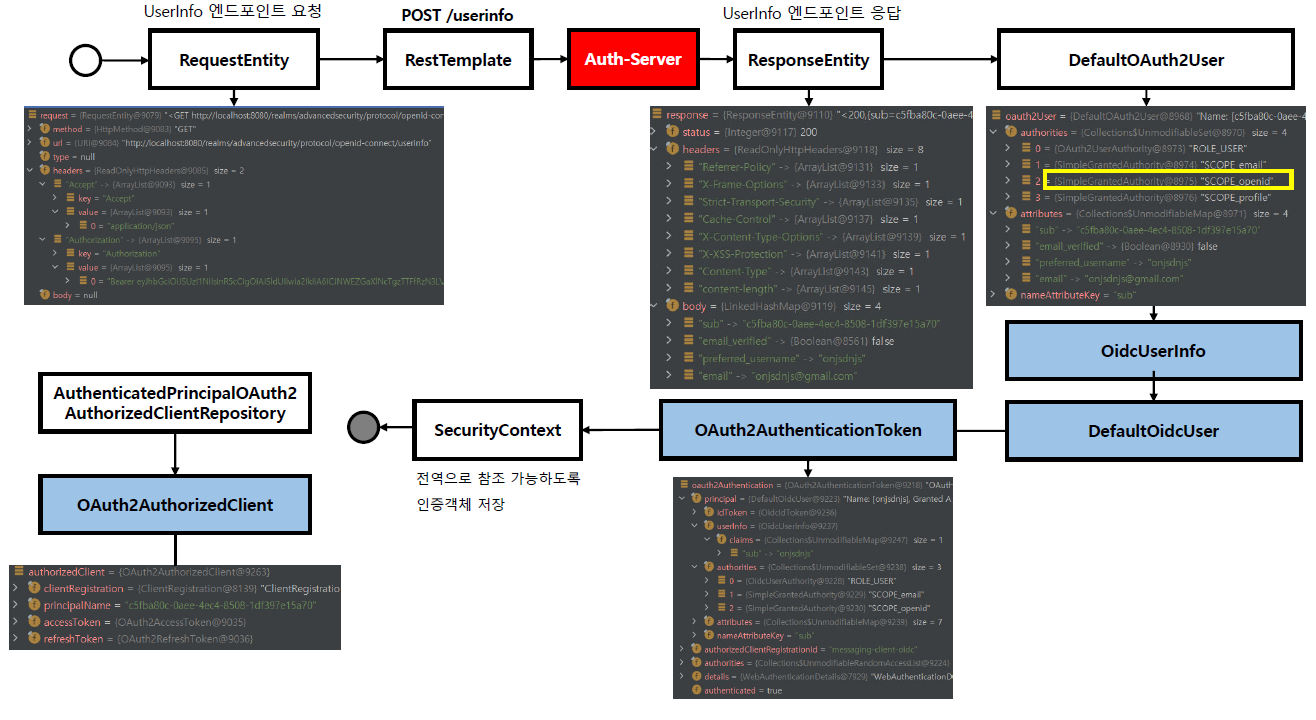 UserInfo 엔드포인트 요청
POST /userinfo
UserInfo 엔드포인트 응답
RequestEntity
RestTemplate
Auth-Server
ResponseEntity
DefaultOAuth2User
request = {RequestEntity@9079} "<GET http://localhost:8080/realms/advancedsecurity/protocol/openid-con
method = {HttpMethod@9083} "GET"
url = {URI@9084} "http://localhost:8080/realms/advancedsecurity/protocol/openid-connect/userinfo"
type = null
headers = {ReadOnlyHttpHeaders@9085} size = 2
"Accept" -> {ArrayList@9093} size = 1
key = "Accept"
value = {ArrayList@9093} size = 1
0 = "application/json"
"Authorization" -> {ArrayList@9095} size = 1
key = "Authorization"
value = {ArrayList@9095} size = 1
body = null
response = {ResponseEntity@9110} "<200,{sub=c5fba80c-0aee-4
status = {Integer@9117} 200
headers = {ReadOnlyHttpHeaders@9118} size = 8
"Referrer-Policy" -> {ArrayList@9131} size = 1
"X-Frame-Options" -> {ArrayList@9133} size = 1
"Strict-Transport-Security" -> {ArrayList@9135} size = 1
"Cache-Control" -> {ArrayList@9137} size = 1
"X-Content-Type-Options" -> {ArrayList@9139} size = 1
"X-XSS-Protection" -> {ArrayList@9141} size = 1
"Content-Type" -> {ArrayList@9143} size = 1
"content-length" -> {ArrayList@9145} size = 1
body = {LinkedHashMap@9119} size = 4
"sub" -> "c5fba80c-0aee-4ec4-8508-1df397e15a70"
"email_verified" -> {Boolean@8561} false
"preferred_username" -> "onjsdnjs"
"email" -> "onjsdnjs@gmail.com"
oauth2User = {DefaultOAuth2User@8968} "Name: [c5fba80c-0aee-4
authorities = {Collections$UnmodifiableSet@8970} size = 4
0 = {OAuth2UserAuthority@8973} "ROLE_USER"
1 = {SimpleGrantedAuthority@8974} "SCOPE_email"
2 = {SimpleGrantedAuthority@8975} "SCOPE_openid"
3 = {SimpleGrantedAuthority@8976} "SCOPE_profile"
attributes = {Collections$UnmodifiableMap@8971} size = 4
"sub" -> "c5fba80c-0aee-4ec4-8508-1df397e15a70"
"email_verified" -> {Boolean@8930} false
"preferred_username" -> "onjsdnjs"
"email" -> "onjsdnjs@gmail.com"
nameAttributeKey = "sub"
OidcUserInfo
DefaultOidcUser
OAuth2AuthenticationToken
SecurityContext
전역으로 참조 가능하도록
인증객체 저장
AuthenticatedPrincipalOAuth2
AuthorizedClientRepository
OAuth2AuthorizedClient
authorizedClient = {OAuth2AuthorizedClient@9263}
clientRegistration = {ClientRegistration@8139} "ClientRegistratio
principalName = "c5fba80c-0aee-4ec4-8508-1df397e15a70"
accessToken = {OAuth2AccessToken@9035}
refreshToken = {OAuth2RefreshToken@9036}
oauth2Authentication = {OAuth2AuthenticationToken@9218} "OAuth
principal = {DefaultOidcUser@9223} "Name: [onjsdnjs], Granted A
idToken = {OidcIdToken@9236}
userInfo = {OidcUserInfo@9237}
claims = {Collections$UnmodifiableMap@9247} size = 1
"sub" -> "onjsdnjs"
authorities = {Collections$UnmodifiableSet@9238} size = 3
0 = {OidcUserAuthority@9228} "ROLE_USER"
1 = {SimpleGrantedAuthority@9229} "SCOPE_email"
2 = {SimpleGrantedAuthority@9230} "SCOPE_openid"
attributes = {Collections$UnmodifiableMap@9239} size = 7
nameAttributeKey = "sub"
authorizedClientRegistrationId = "messaging-client-oidc"
authorities = {Collections$UnmodifiableRandomAccessList@9224}
details = {WebAuthenticationDetails@7929} "WebAuthenticationD
authenticated = true